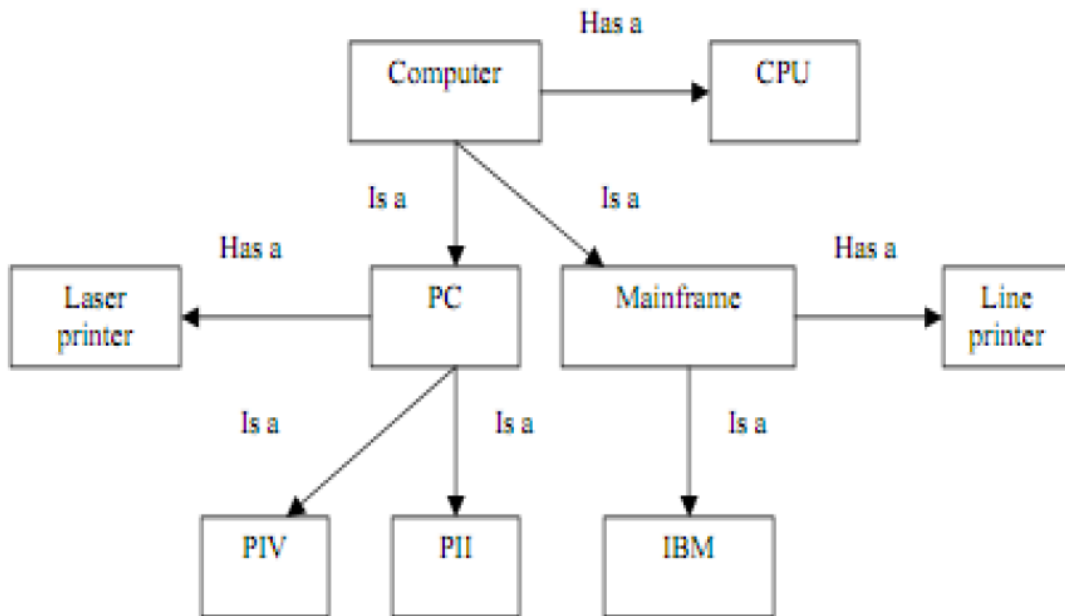 Has a
Computer
CPU
Is a
Is a
Has a
Has a
Laser
printer
PC
Mainframe
Line
printer
Is a
Is a
Is a
PIV
PII
IBM